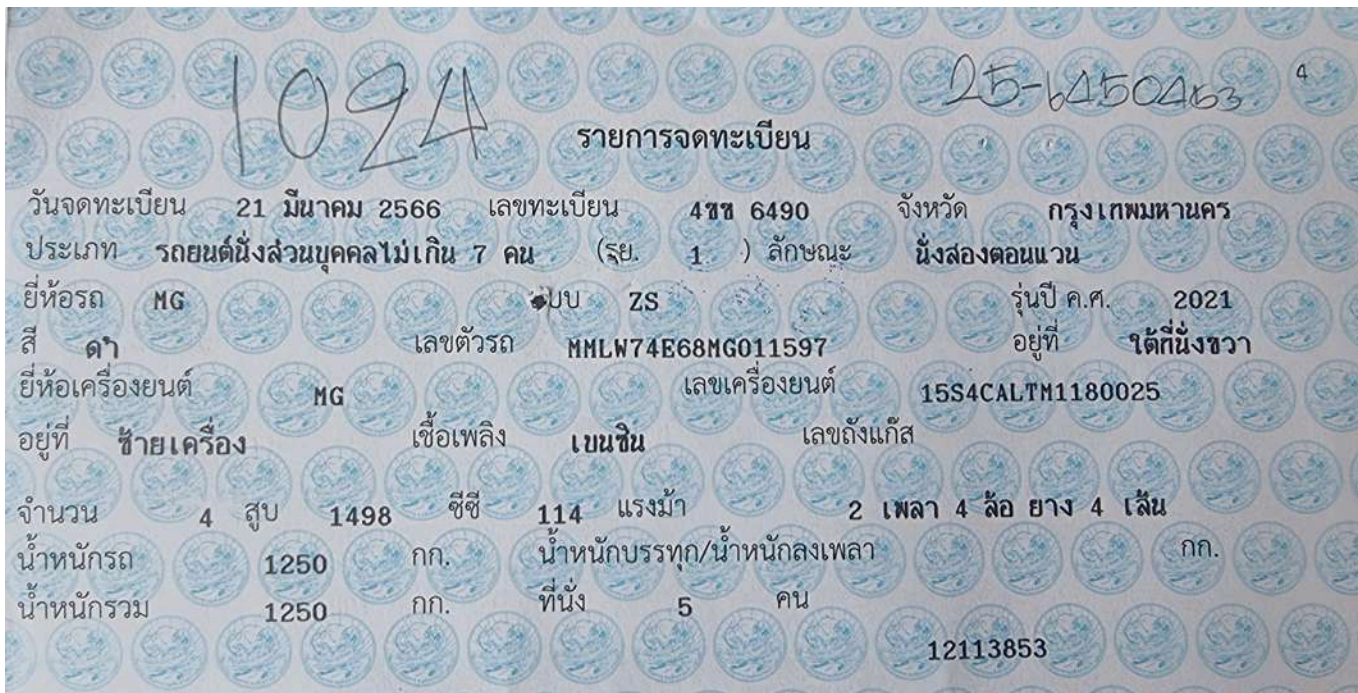 1094
25-6450463
4
รายการจดทะเบียน
วันจดทะเบียน 21 มีนาคม 2566 เลขทะเบียน 4ขข 6490 จังหวัด กรุงเทพมหานคร
ประเภท รถยนต์นั่งส่วนบุคคลไม่เกิน 7 คน (รย. 1 ) ลักษณะ นั่งสองตอนแวน
ยี่ห้อรถ MG แบบ ZS รุ่นปี ค.ศ. 2021
สี ดำ เลขตัวรถ MMLW74E68MG011597 อยู่ที่ ใต้ที่นั่งขวา
ยี่ห้อเครื่องยนต์ MG เลขเครื่องยนต์ 15S4CALTM1180025
อยู่ที่ ซ้ายเครื่อง เชื้อเพลิง เบนซิน เลขถังแก๊ส
จำนวน 4 สูบ 1498 ซีซี 114 แรงม้า 2 เพลา 4 ล้อ ยาง 4 เส้น
น้ำหนักรถ 1250 กก. น้ำหนักบรรทุก/น้ำหนักลงเพลา กก.
น้ำหนักรวม 1250 กก. ที่นั่ง 5 คน
12113853